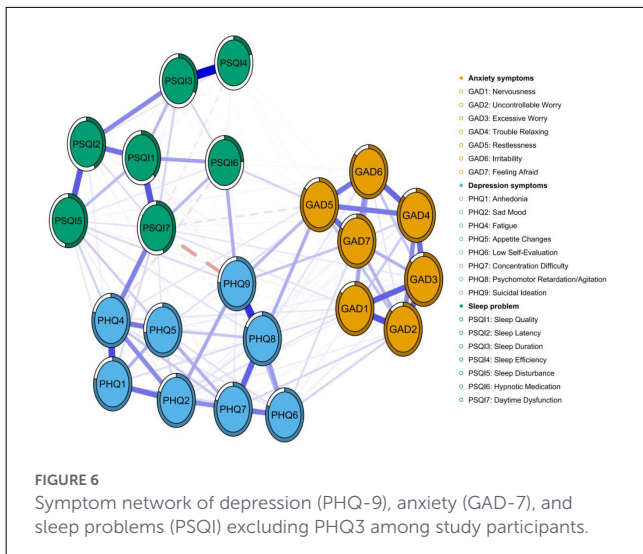 PSQI4
PSQI3
PSQI2
PSQI1
PSQI6
PSQI5
PSQI7
GAD6
GAD5
GAD4
GAD7
GAD3
GAD1
GAD2
PHQ9
PHQ4
PHQ5
PHQ8
PHQ1
PHQ2
PHQ7
PHQ6
Anxiety symptoms
GAD1: Nervousness
GAD2: Uncontrollable Worry
GAD3: Excessive Worry
GAD4: Trouble Relaxing
GAD5: Restlessness
GAD6: Irritability
GAD7: Feeling Afraid
Depression symptoms
PHQ1: Anhedonia
PHQ2: Sad Mood
PHQ4: Fatigue
PHQ5: Appetite Changes
PHQ6: Low Self-Evaluation
PHQ7: Concentration Difficulty
PHQ8: Psychomotor Retardation/Agitation
PHQ9: Suicidal Ideation
Sleep problem
PSQI1: Sleep Quality
PSQI2: Sleep Latency
PSQI3: Sleep Duration
PSQI4: Sleep Efficiency
PSQI5: Sleep Disturbance
PSQI6: Hypnotic Medication
PSQI7: Daytime Dysfunction
FIGURE 6
Symptom network of depression (PHQ-9), anxiety (GAD-7), and
sleep problems (PSQI) excluding PHQ3 among study participants.